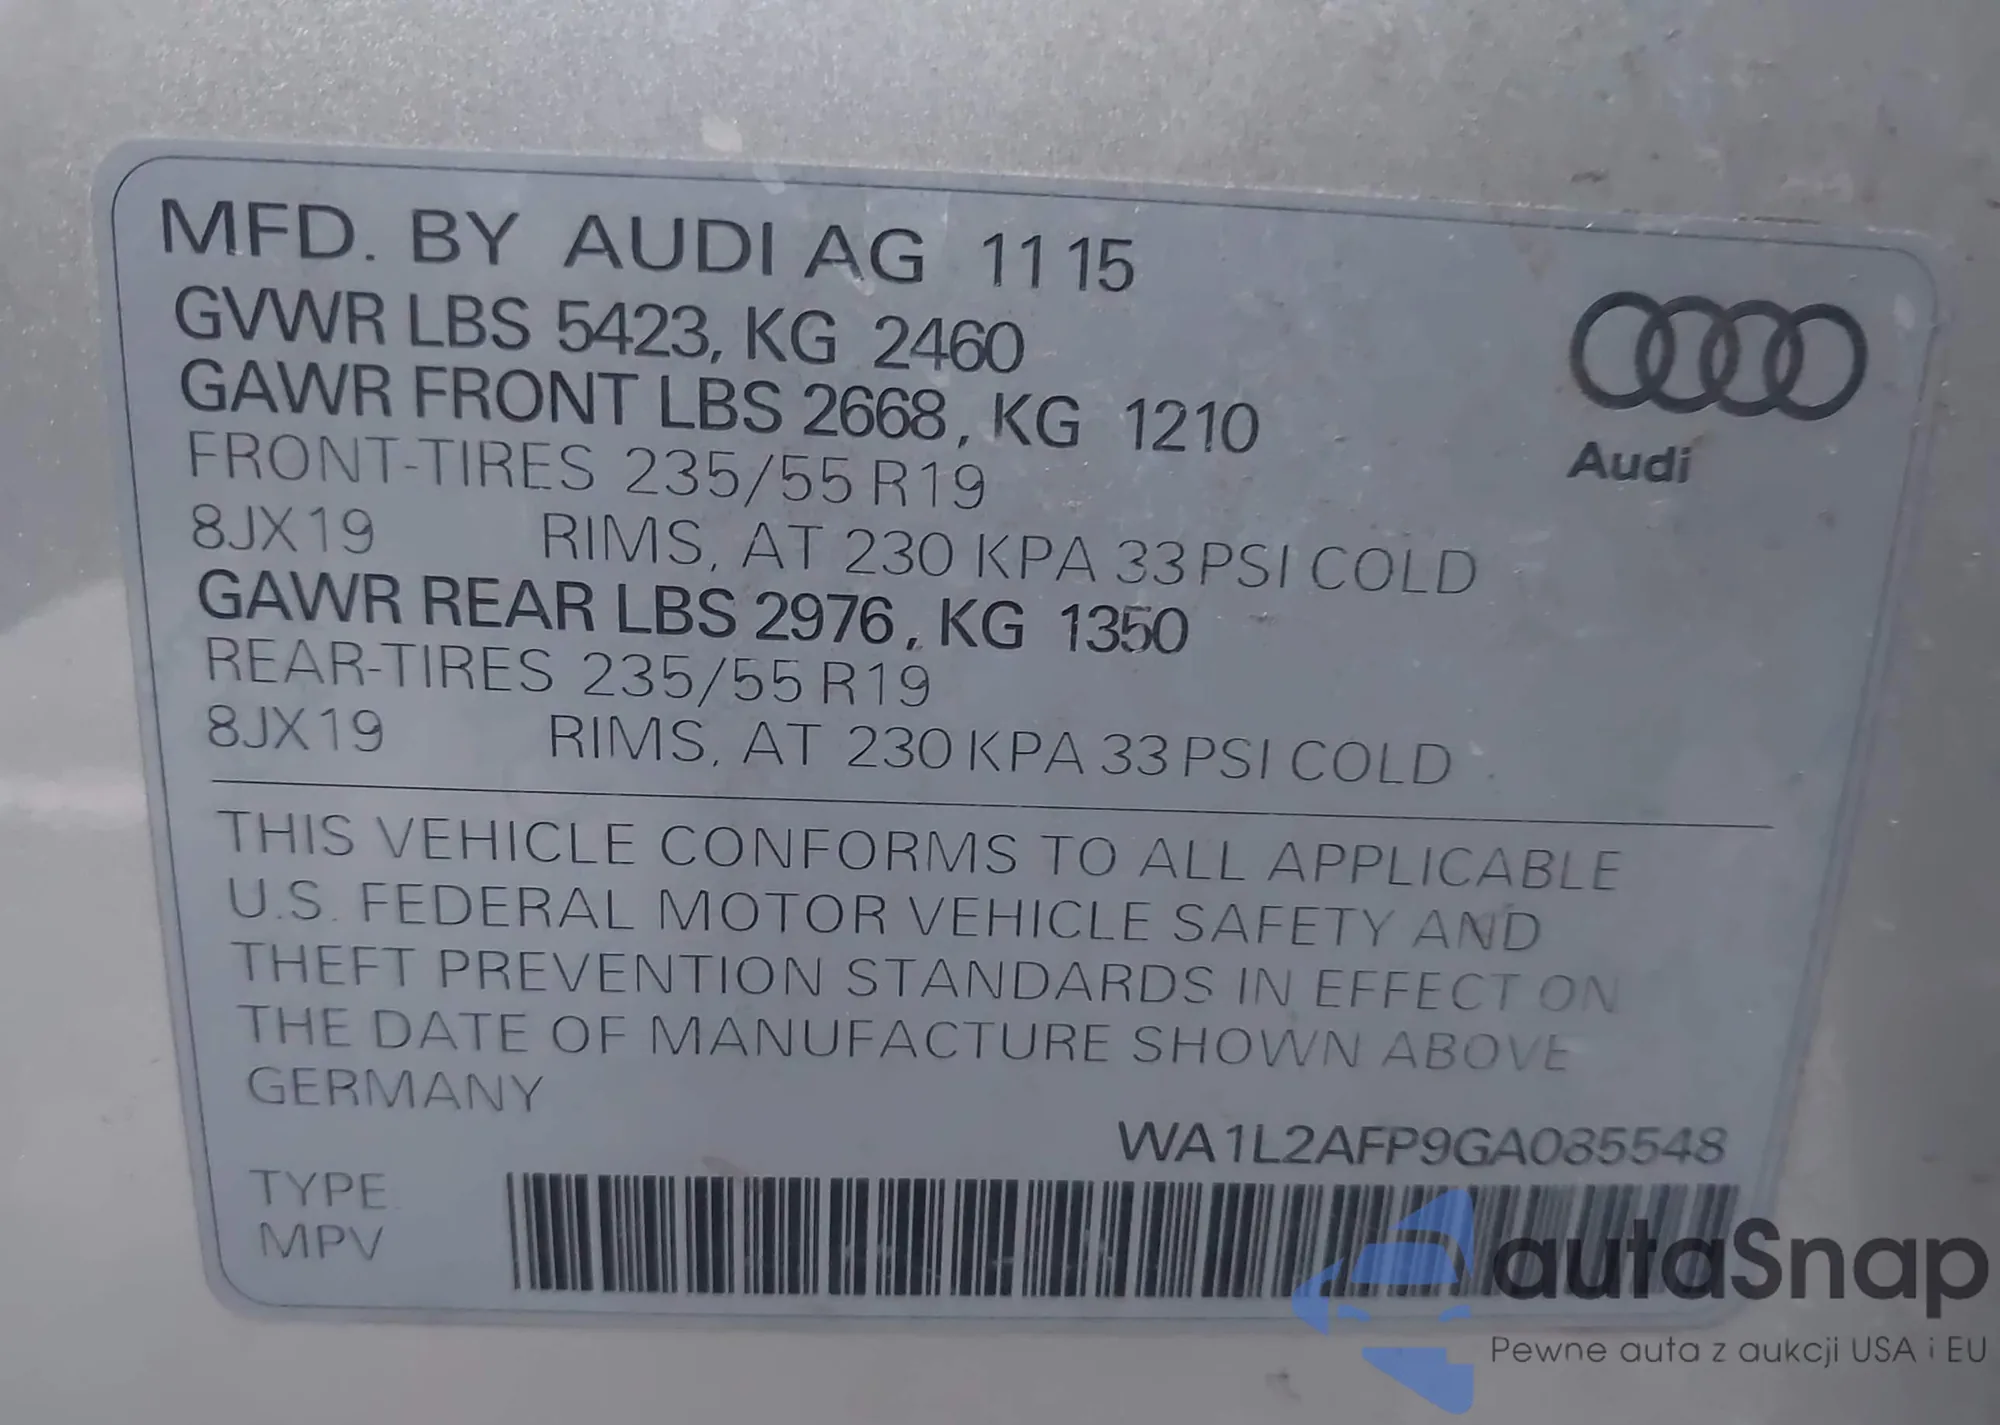 MFD. BY AUDI AG 11 15
GVWR LBS 5423, KG 2460
GAWR FRONT LBS 2668, KG 1210
FRONT-TIRES 235/55 R19
8JX19 RIMS, AT 230 KPA 33 PSI COLD
GAWR REAR LBS 2976, KG 1350
REAR-TIRES 235/55 R19
8JX19 RIMS, AT 230 KPA 33 PSI COLD
Audi
THIS VEHICLE CONFORMS TO ALL APPLICABLE
U.S. FEDERAL MOTOR VEHICLE SAFETY AND
THEFT PREVENTION STANDARDS IN EFFECT ON
THE DATE OF MANUFACTURE SHOWN ABOVE
GERMANY
WA1L2AFP9GA085548
TYPE
MPV
autaSnap
Pewne auta z aukcji USA i EU